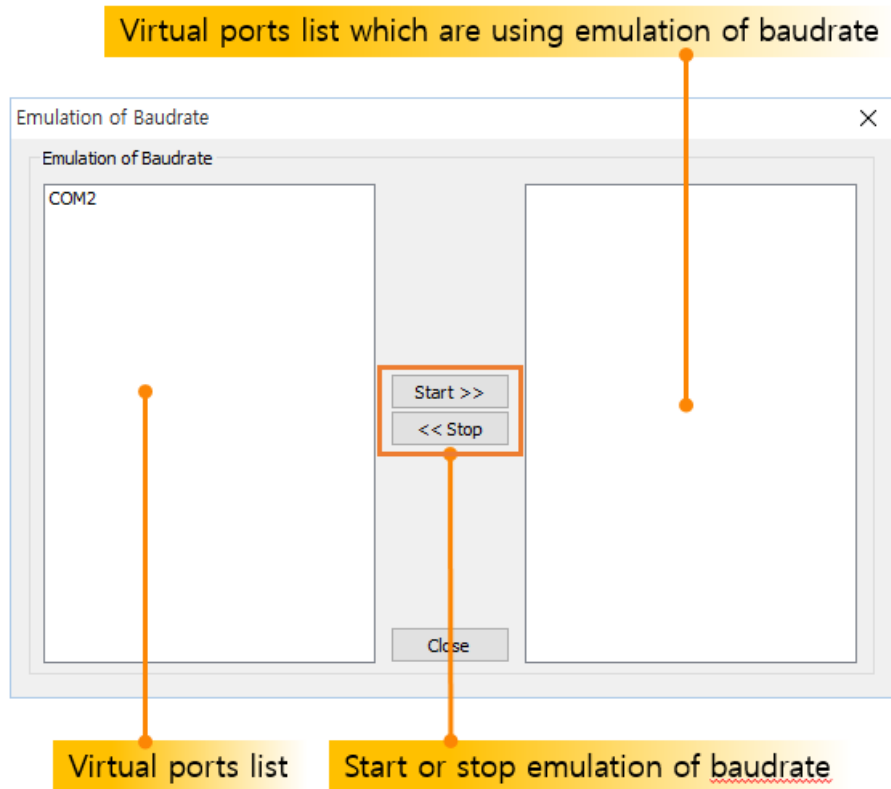 Virtual ports list which are using emulation of baudrate
Emulation of Baudrate
Emulation of Baudrate
COM2
Start >>
<< Stop
Close
Virtual ports list
Start or stop emulation of baudrate